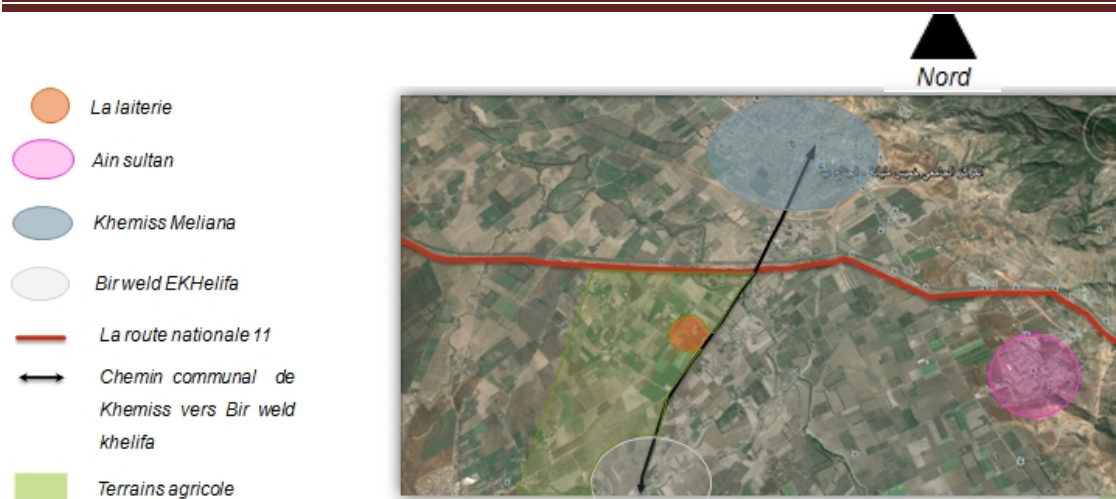 Nord
La laiterie
Ain sultan
Khemiss Meliana
Bir weld EKHelifa
La route nationale 11
Chemin communal de
Khemiss vers Bir weld
khelifa
Terrains agricole